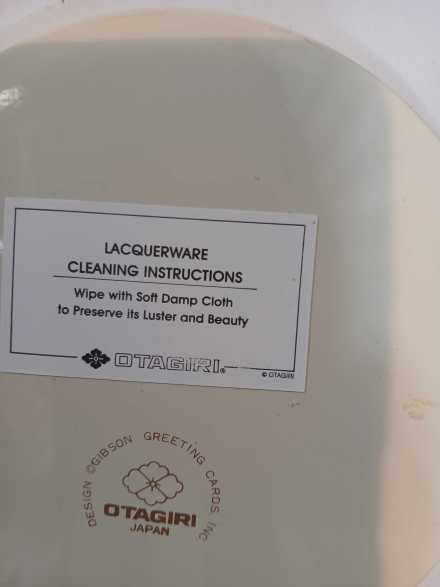 LACQUERWARE
CLEANING INSTRUCTIONS
Wipe with Soft Damp Cloth
to Preserve its Luster and Beauty
OTAGIRI®
© OTAGIRI
DESIGN ©GIBSON GREETING CARDS, INC.
OTAGIRI
JAPAN